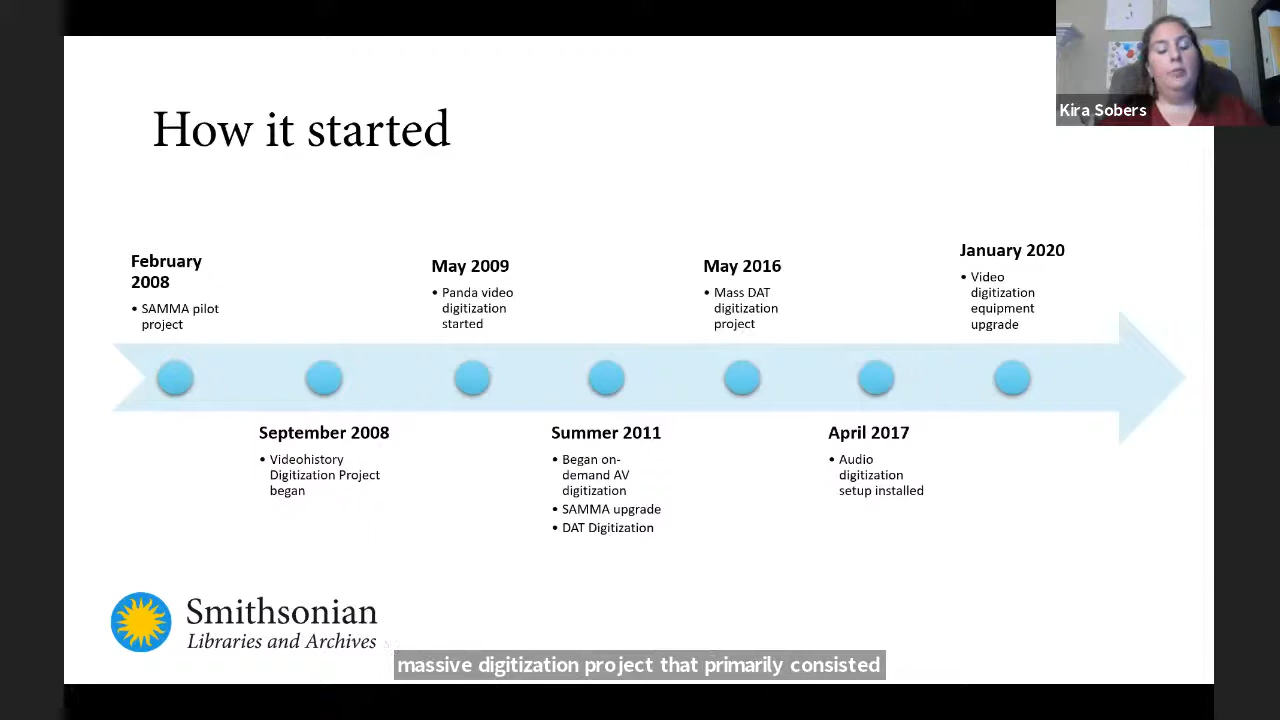 Kira Sobers
How it started
February
2008
• SAMMA pilot
project
May 2009
• Panda video
digitization
started
May 2016
• Mass DAT
digitization
project
January 2020
• Video
digitization
equipment
upgrade
September 2008
• Videohistory
Digitization Project
began
Summer 2011
• Began on-
demand AV
digitization
• SAMMA upgrade
• DAT Digitization
April 2017
• Audio
digitization
setup installed
Smithsonian
Libraries and Archives
massive digitization project that primarily consisted